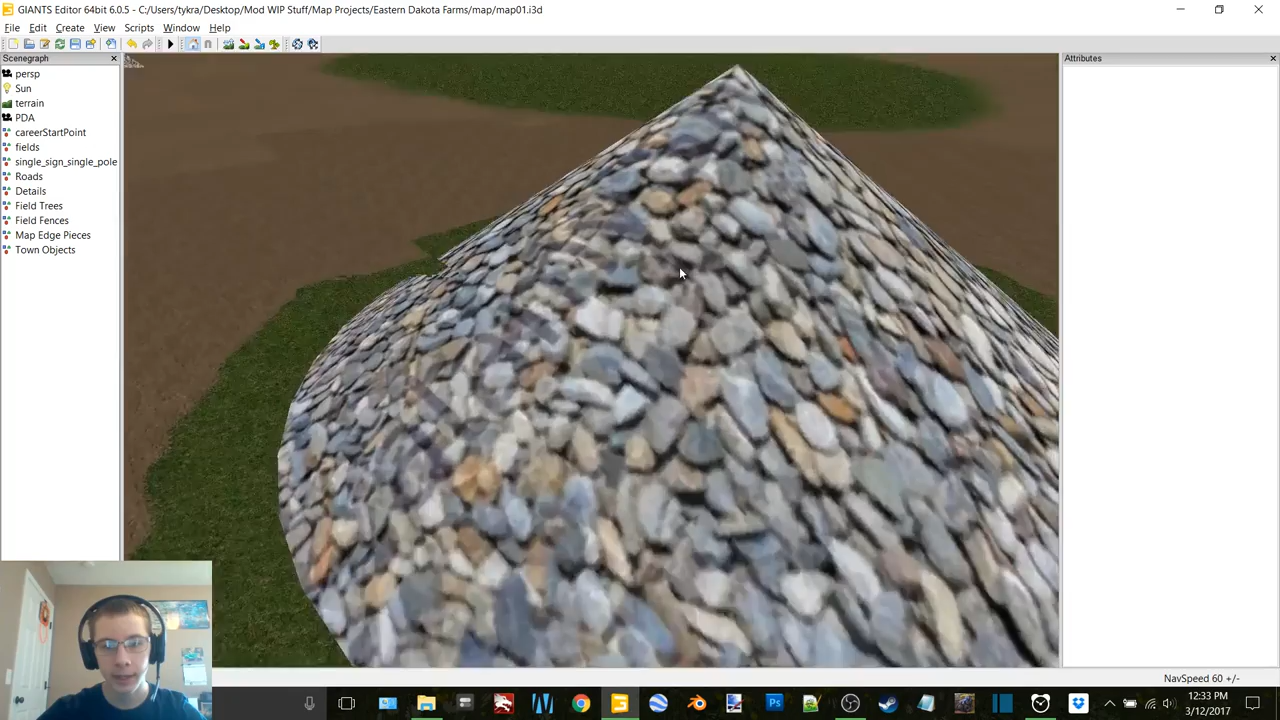 GIANTS Editor 64bit 6.0.5 - C:/Users/tykra/Desktop/Mod WIP Stuff/Map Projects/Eastern Dakota Farms/map/map01.i3d
File Edit Create View Scripts Window Help
Scenegraph
Attributes
persp
Sun
terrain
PDA
careerStartPoint
fields
single_sign_single_pole
Roads
Details
Field Trees
Field Fences
Map Edge Pieces
Town Objects
NavSpeed 60 +/-
12:33 PM
3/12/2017